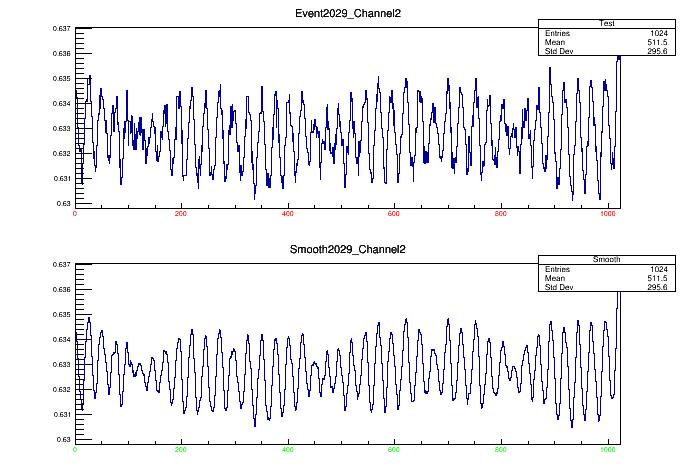 Event2029_Channel2
Test
Entries 1024
Mean 511.5
Std Dev 295.6
0.637
0.636
0.635
0.634
0.633
0.632
0.631
0.63
0 200 400 600 800 1000
Smooth2029_Channel2
Smooth
Entries 1024
Mean 511.5
Std Dev 295.6
0.637
0.636
0.635
0.634
0.633
0.632
0.631
0.63
0 200 400 600 800 1000